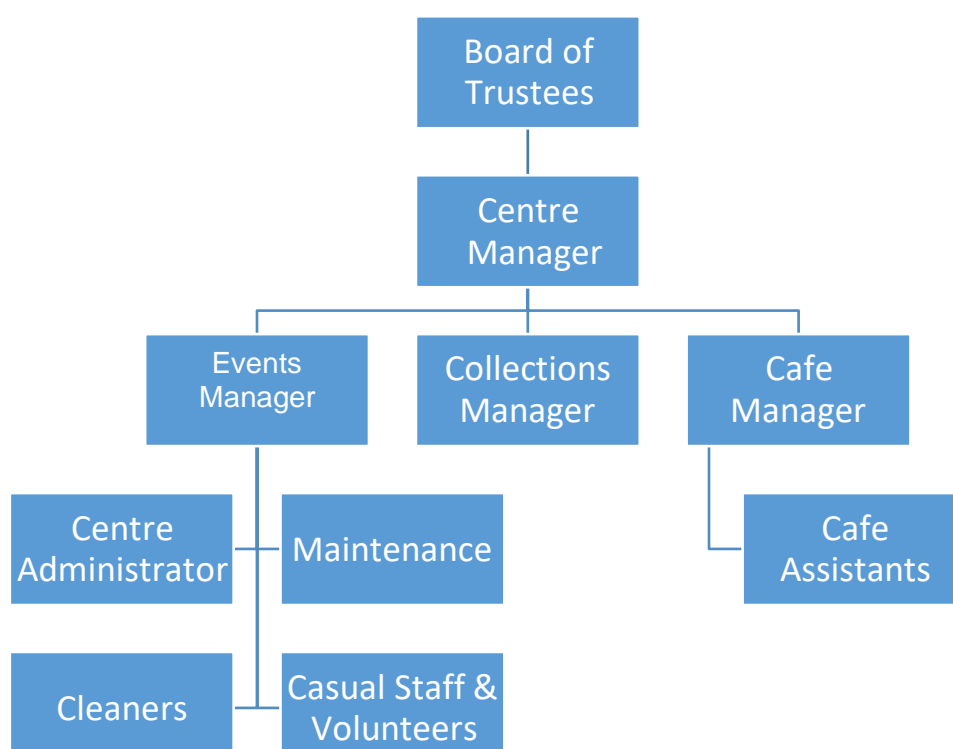 Board of
Trustees
Centre
Manager
Events
Manager
Collections
Manager
Cafe
Manager
Centre
Administrator
Maintenance
Cafe
Assistants
Cleaners
Casual Staff &
Volunteers